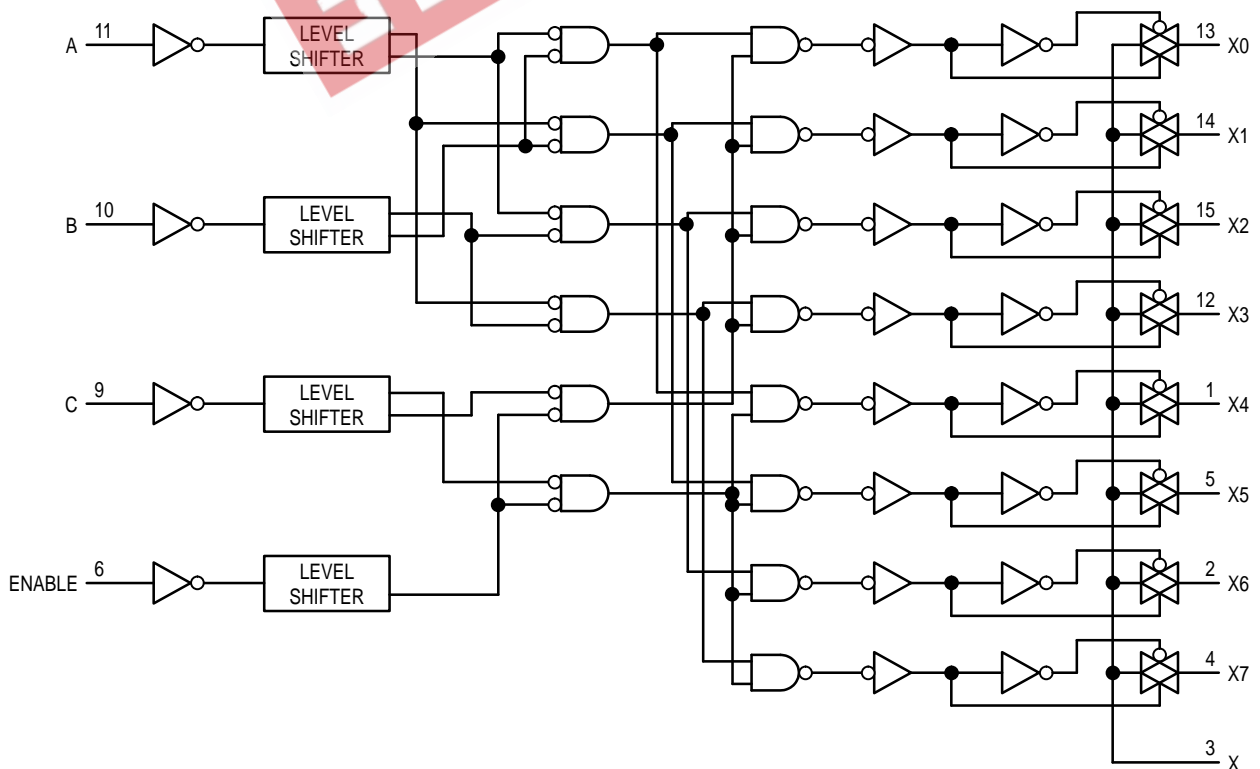 A 11 LEVEL SHIFTER 13 X0
14 X1
B 10 LEVEL SHIFTER 15 X2
12 X3
C 9 LEVEL SHIFTER 1 X4
5 X5
ENABLE 6 LEVEL SHIFTER 2 X6
4 X7
3 X